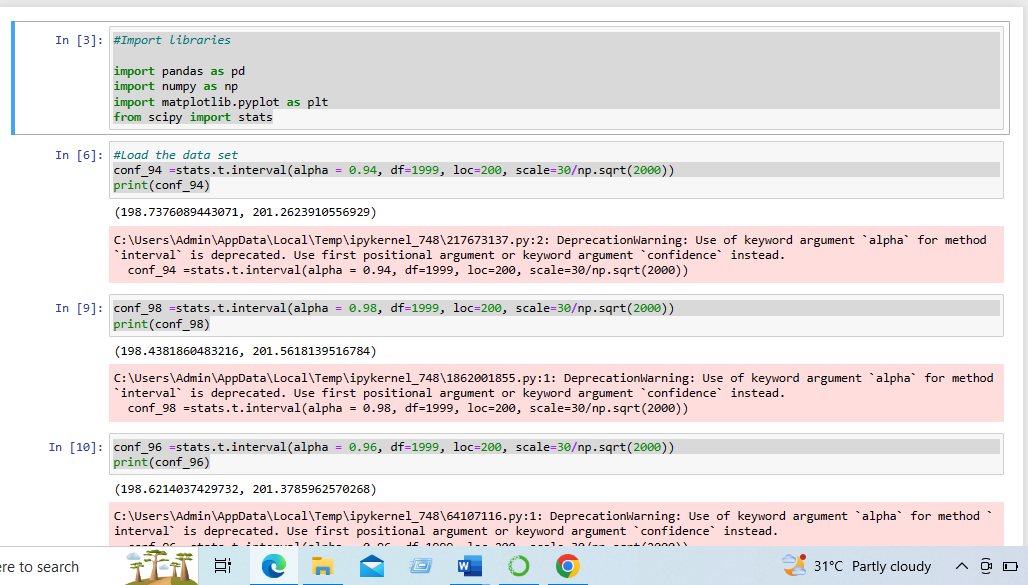 In [3]: #Import libraries
import pandas as pd
import numpy as np
import matplotlib.pyplot as plt
from scipy import stats
In [6]: #Load the data set
conf_94 =stats.t.interval(alpha = 0.94, df=1999, loc=200, scale=30/np.sqrt(2000))
print(conf_94)
(198.7376089443071, 201.2623910556929)
C:\Users\Admin\AppData\Local\Temp\ipykernel_748\217673137.py:2: DeprecationWarning: Use of keyword argument `alpha` for method
`interval` is deprecated. Use first positional argument or keyword argument `confidence` instead.
conf_94 =stats.t.interval(alpha = 0.94, df=1999, loc=200, scale=30/np.sqrt(2000))
In [9]: conf_98 =stats.t.interval(alpha = 0.98, df=1999, loc=200, scale=30/np.sqrt(2000))
print(conf_98)
(198.4381860483216, 201.5618139516784)
C:\Users\Admin\AppData\Local\Temp\ipykernel_748\1862001855.py:1: DeprecationWarning: Use of keyword argument `alpha` for method
`interval` is deprecated. Use first positional argument or keyword argument `confidence` instead.
conf_98 =stats.t.interval(alpha = 0.98, df=1999, loc=200, scale=30/np.sqrt(2000))
In [10]: conf_96 =stats.t.interval(alpha = 0.96, df=1999, loc=200, scale=30/np.sqrt(2000))
print(conf_96)
(198.6214037429732, 201.3785962570268)
C:\Users\Admin\AppData\Local\Temp\ipykernel_748\64107116.py:1: DeprecationWarning: Use of keyword argument `alpha` for method `
interval` is deprecated. Use first positional argument or keyword argument `confidence` instead.
ere to search
W
31°C Partly cloudy